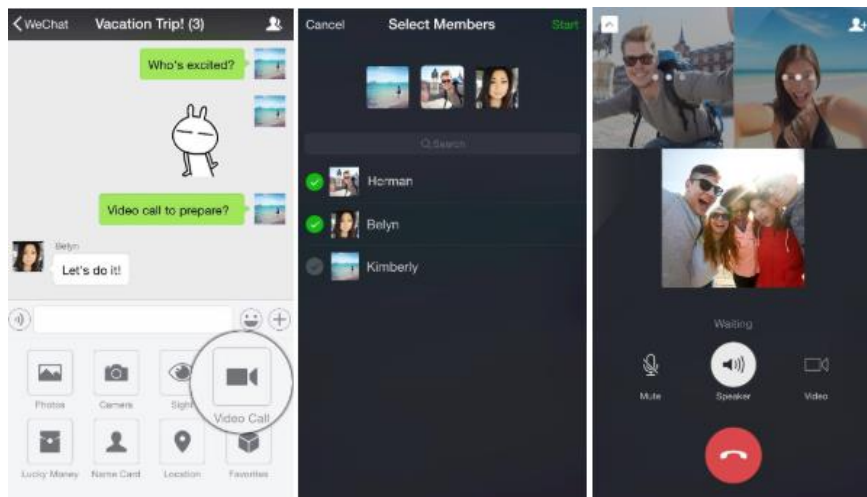 WeChat
Vacation Trip! (3)
Who's excited?
Video call to prepare?
Belyn
Let's do it!
Photos
Camera
Sight
Video Call
Lucky Money
Name Card
Location
Favorites
Cancel
Select Members
Start
Search
Herman
Belyn
Kimberly
Waiting
Mute
Speaker
Video